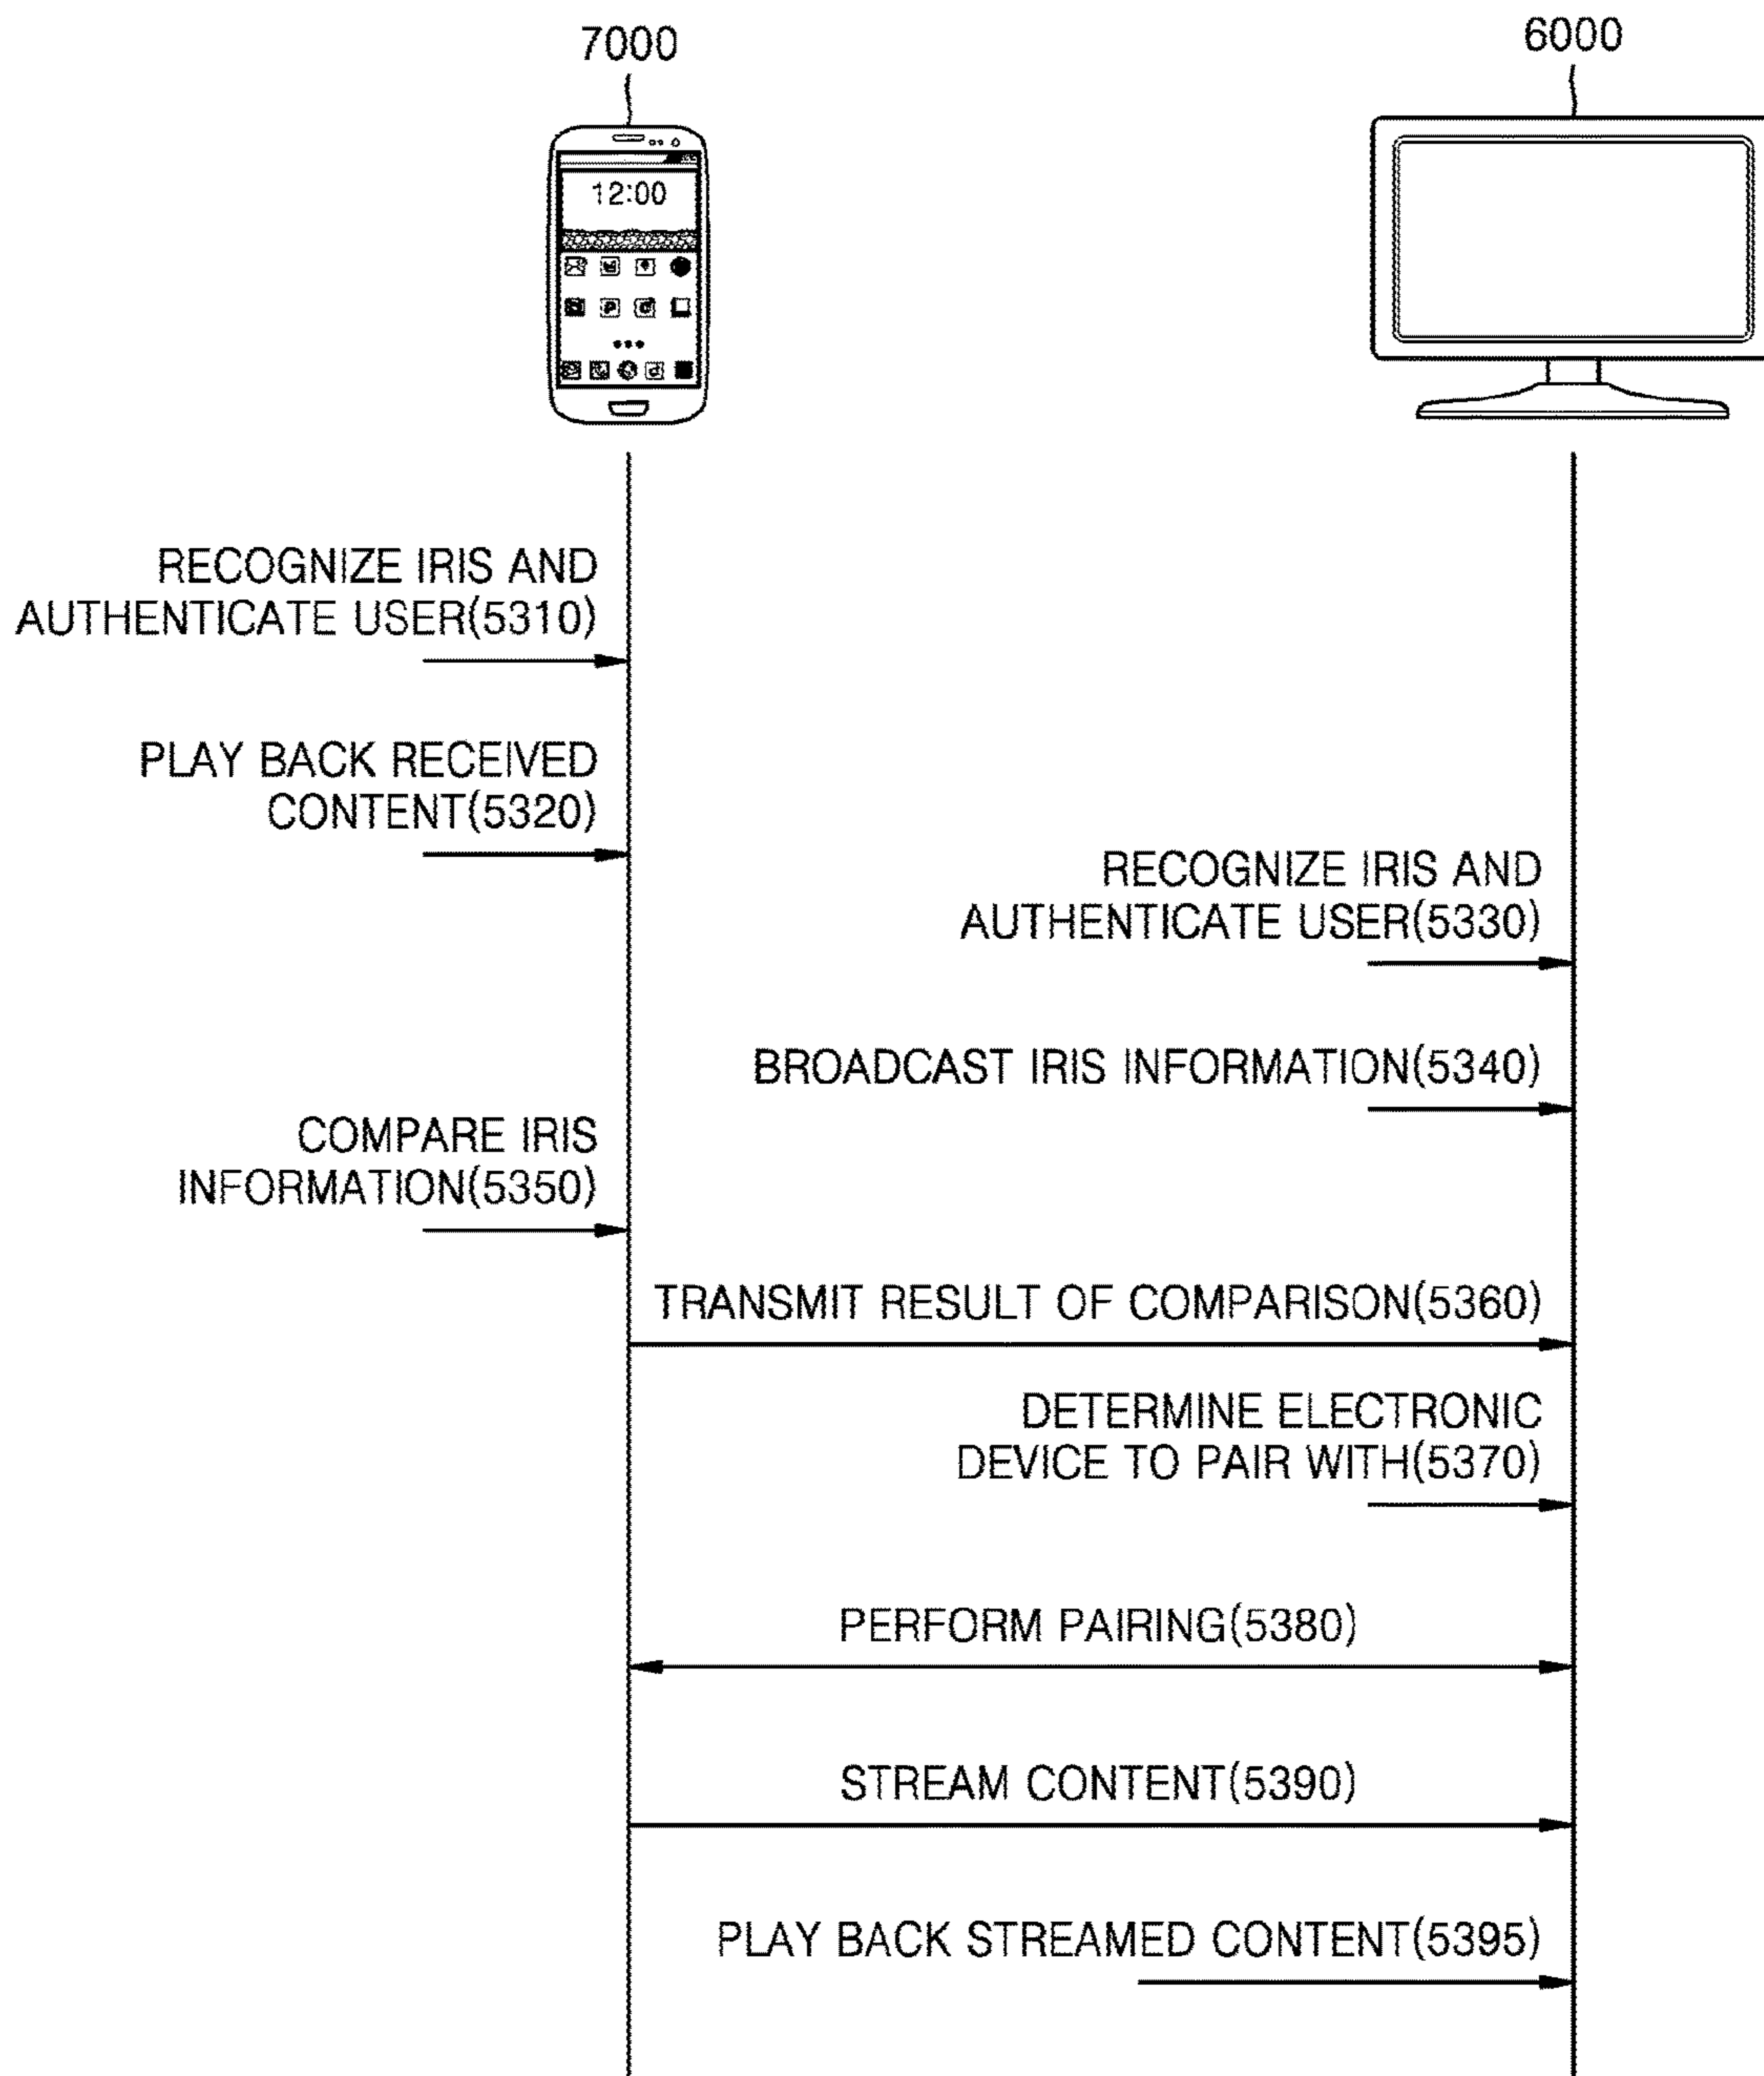 7000
6000
12:00
RECOGNIZE IRIS AND
AUTHENTICATE USER(5310)
PLAY BACK RECEIVED
CONTENT(5320)
RECOGNIZE IRIS AND
AUTHENTICATE USER(5330)
BROADCAST IRIS INFORMATION(5340)
COMPARE IRIS
INFORMATION(5350)
TRANSMIT RESULT OF COMPARISON(5360)
DETERMINE ELECTRONIC
DEVICE TO PAIR WITH(5370)
PERFORM PAIRING(5380)
STREAM CONTENT(5390)
PLAY BACK STREAMED CONTENT(5395)